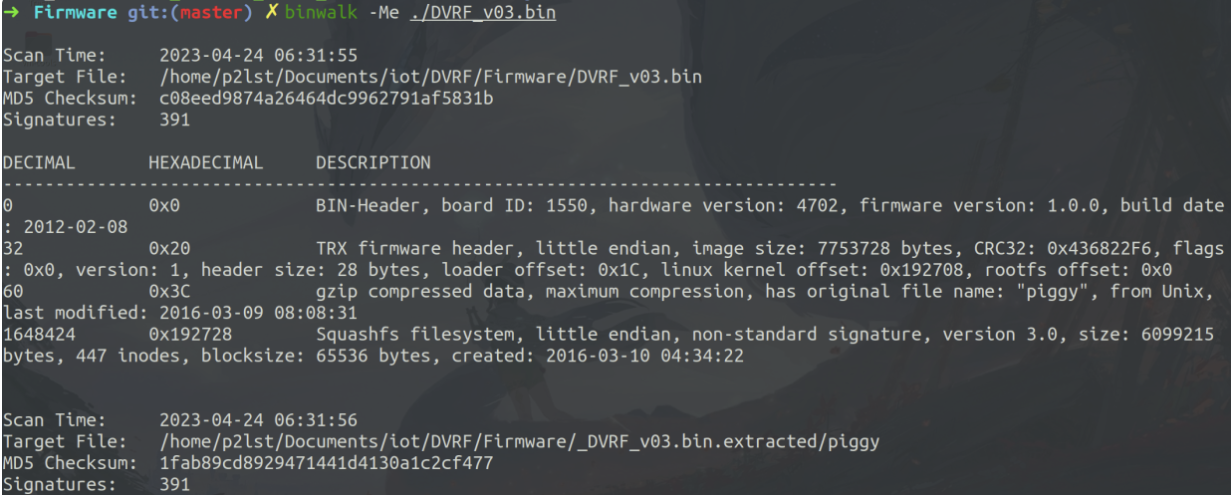 → Firmware git:(master) ✗ binwalk -Me ./DVRF_v03.bin
Scan Time:     2023-04-24 06:31:55
Target File:   /home/p2lst/Documents/iot/DVRF/Firmware/DVRF_v03.bin
MD5 Checksum:  c08eed9874a26464dc9962791af5831b
Signatures:    391
DECIMAL       HEXADECIMAL     DESCRIPTION
--------------------------------------------------------------------------------
0             0x0             BIN-Header, board ID: 1550, hardware version: 4702, firmware version: 1.0.0, build date
: 2012-02-08
32            0x20            TRX firmware header, little endian, image size: 7753728 bytes, CRC32: 0x436822F6, flags
: 0x0, version: 1, header size: 28 bytes, loader offset: 0x1C, linux kernel offset: 0x192708, rootfs offset: 0x0
60            0x3C            gzip compressed data, maximum compression, has original file name: "piggy", from Unix,
last modified: 2016-03-09 08:08:31
1648424       0x192728        Squashfs filesystem, little endian, non-standard signature, version 3.0, size: 6099215
bytes, 447 inodes, blocksize: 65536 bytes, created: 2016-03-10 04:34:22
Scan Time:     2023-04-24 06:31:56
Target File:   /home/p2lst/Documents/iot/DVRF/Firmware/_DVRF_v03.bin.extracted/piggy
MD5 Checksum:  1fab89cd8929471441d4130a1c2cf477
Signatures:    391